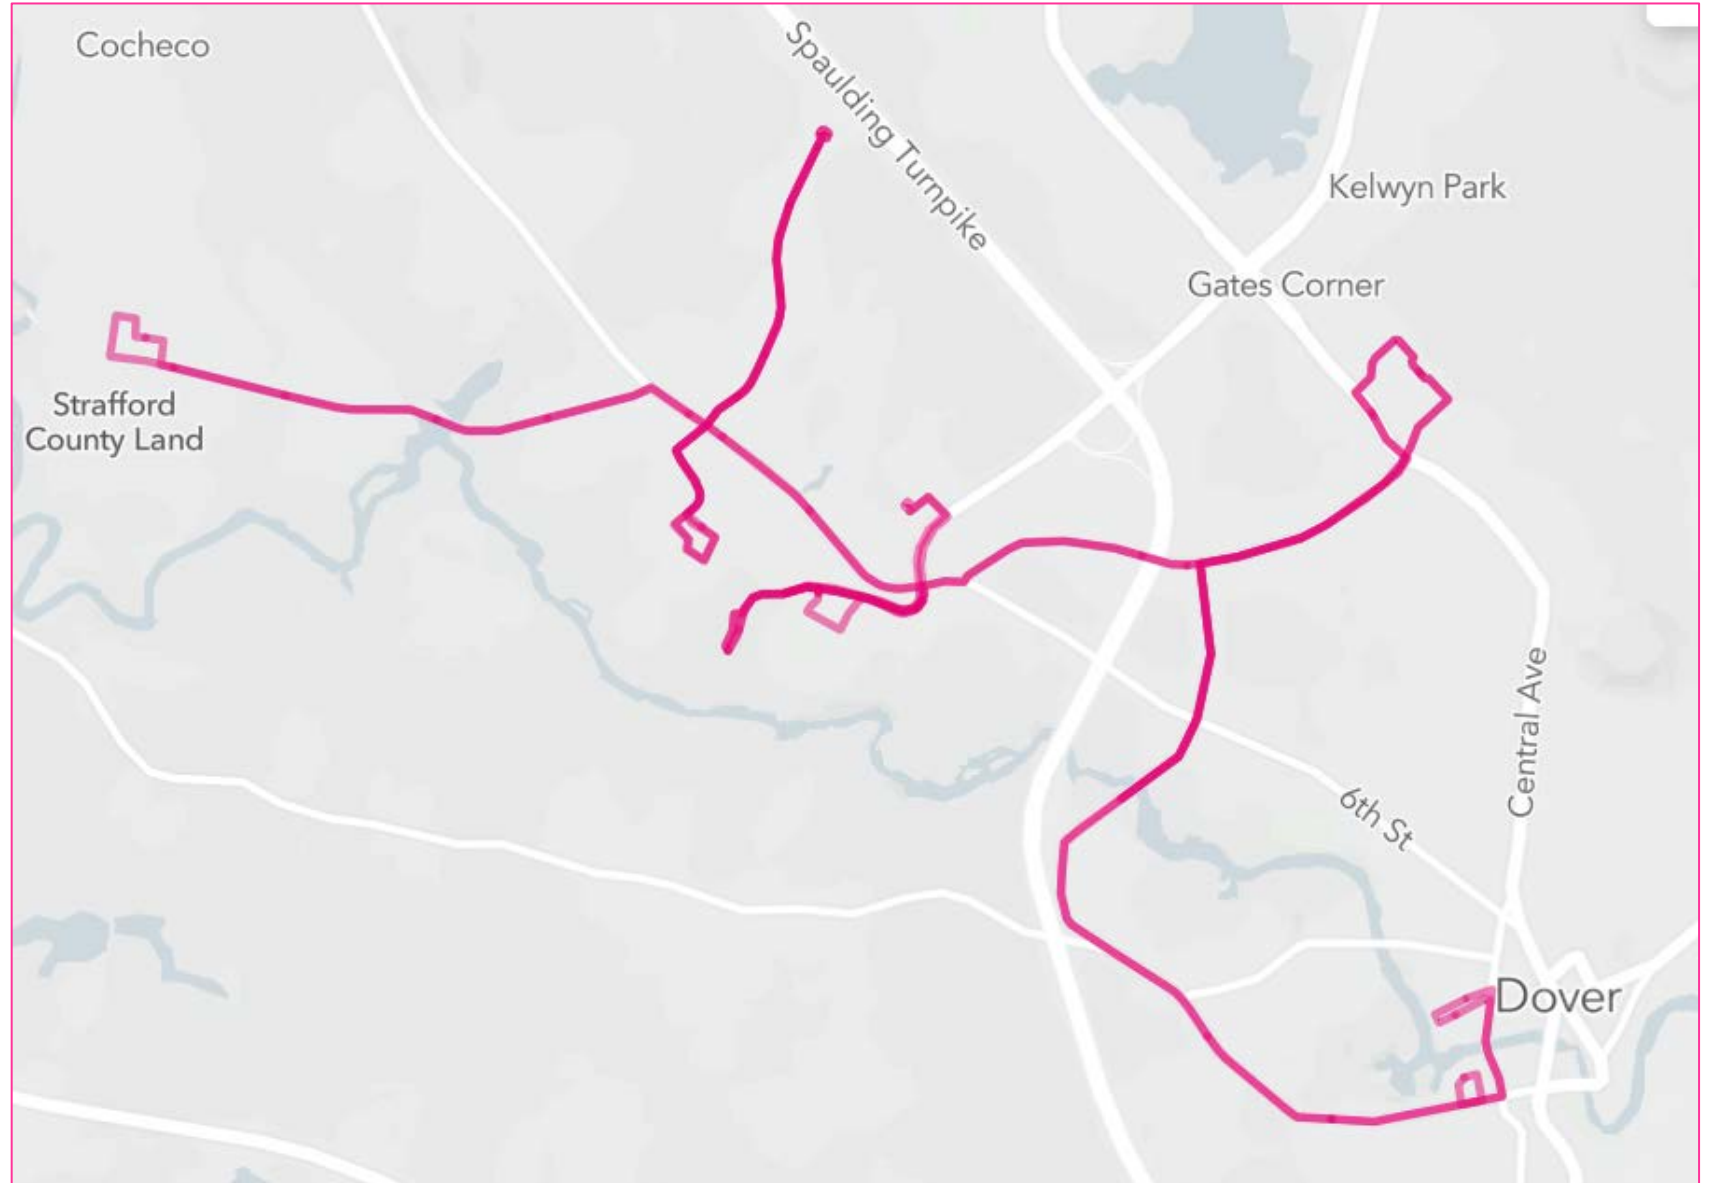 Cocheco
Spaulding Turnpike
Kelwyn Park
Gates Corner
Strafford
County Land
Central Ave
6th St
Dover